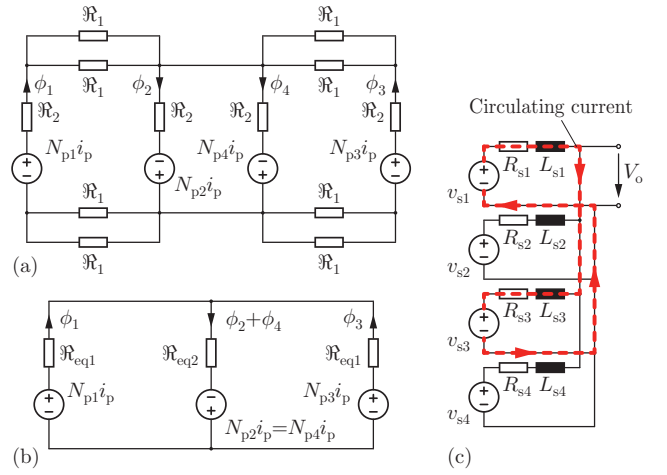 ℜ1 ℜ1
ℜ1 ℜ1
ϕ1 ϕ2 ϕ4 ϕ3
ℜ2 ℜ2 ℜ2 ℜ2
Np1ip Np2ip Np4ip Np3ip
ℜ1 ℜ1
ℜ1 ℜ1
(a)
ϕ1 ϕ2+ϕ4 ϕ3
ℜeq1 ℜeq2 ℜeq1
Np1ip Np3ip
Np2ip=Np4ip
(b)
Circulating current
Rs1 Ls1
Vo
vs1
Rs2 Ls2
vs2
Rs3 Ls3
vs3
Rs4 Ls4
vs4
(c)